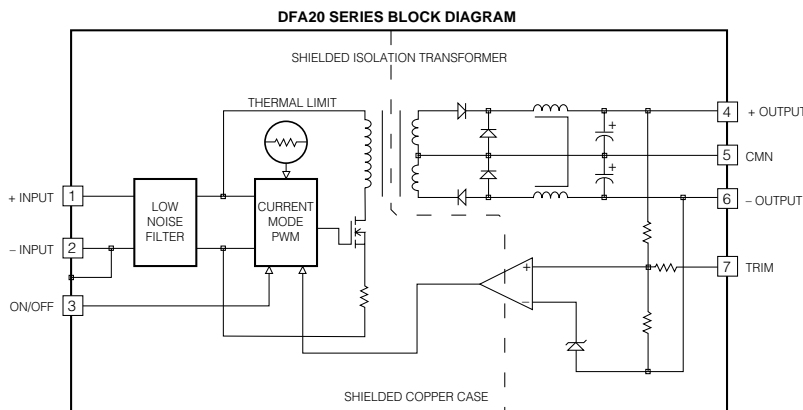 DFA20 SERIES BLOCK DIAGRAM
SHIELDED ISOLATION TRANSFORMER
THERMAL LIMIT
4 + OUTPUT
+
5 CMN
+
+ INPUT 1
LOW
NOISE
FILTER
CURRENT
MODE
PWM
6 – OUTPUT
– INPUT 2
+
7 TRIM
–
ON/OFF 3
SHIELDED COPPER CASE